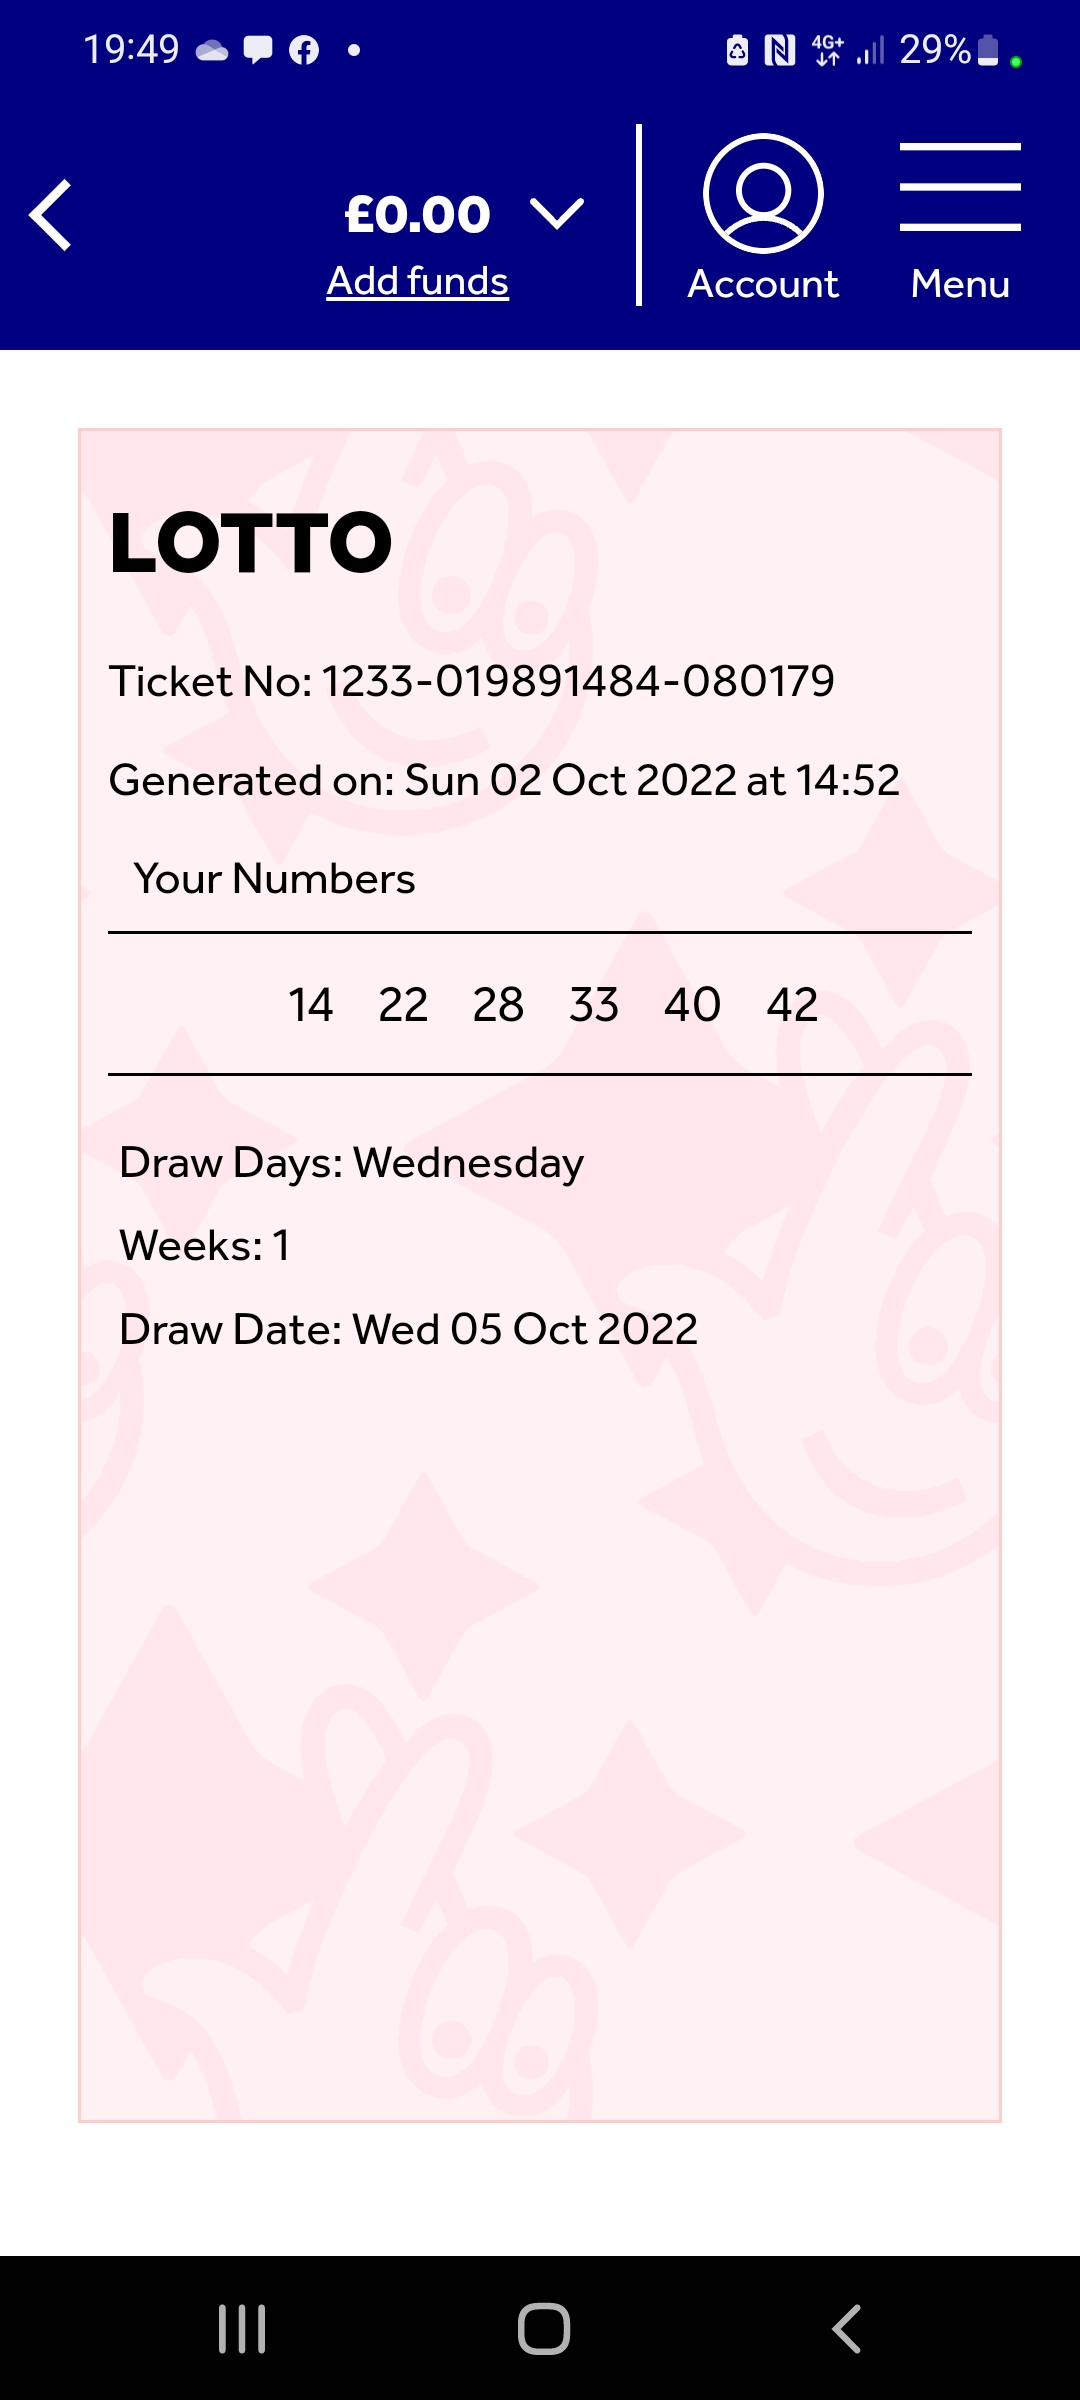 19:49 4G+ 29%
£0.00
Add funds
Account
Menu
LOTTO
Ticket No: 1233-019891484-080179
Generated on: Sun 02 Oct 2022 at 14:52
Your Numbers
14 22 28 33 40 42
Draw Days: Wednesday
Weeks: 1
Draw Date: Wed 05 Oct 2022